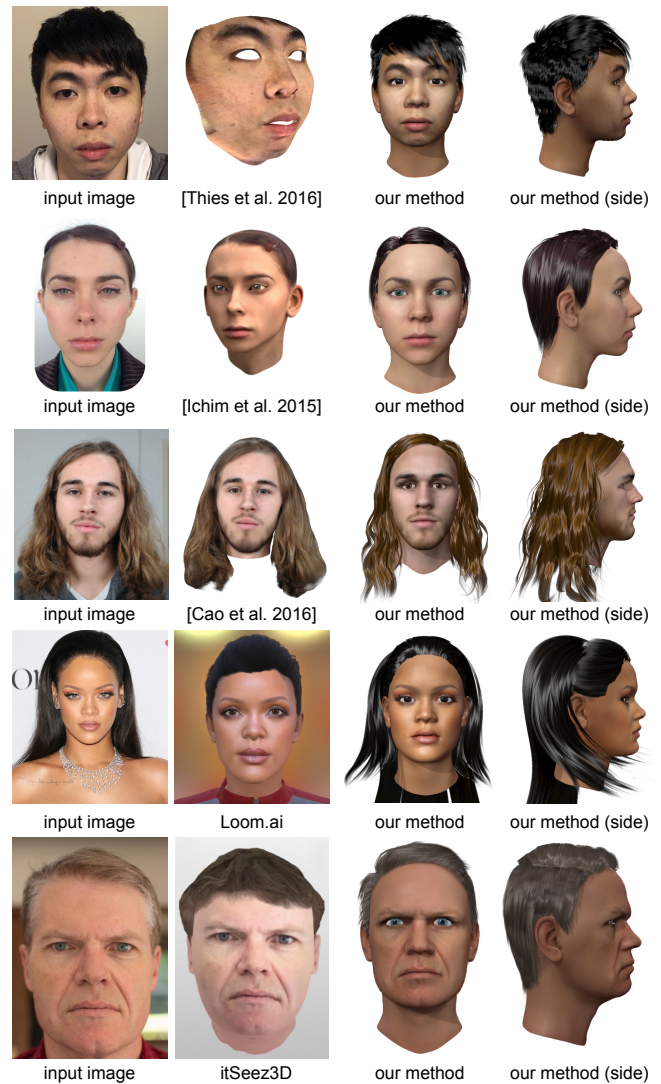 input image [Thies et al. 2016] our method our method (side)
input image [Ichim et al. 2015] our method our method (side)
input image [Cao et al. 2016] our method our method (side)
input image Loom.ai our method our method (side)
input image itSeez3D our method our method (side)